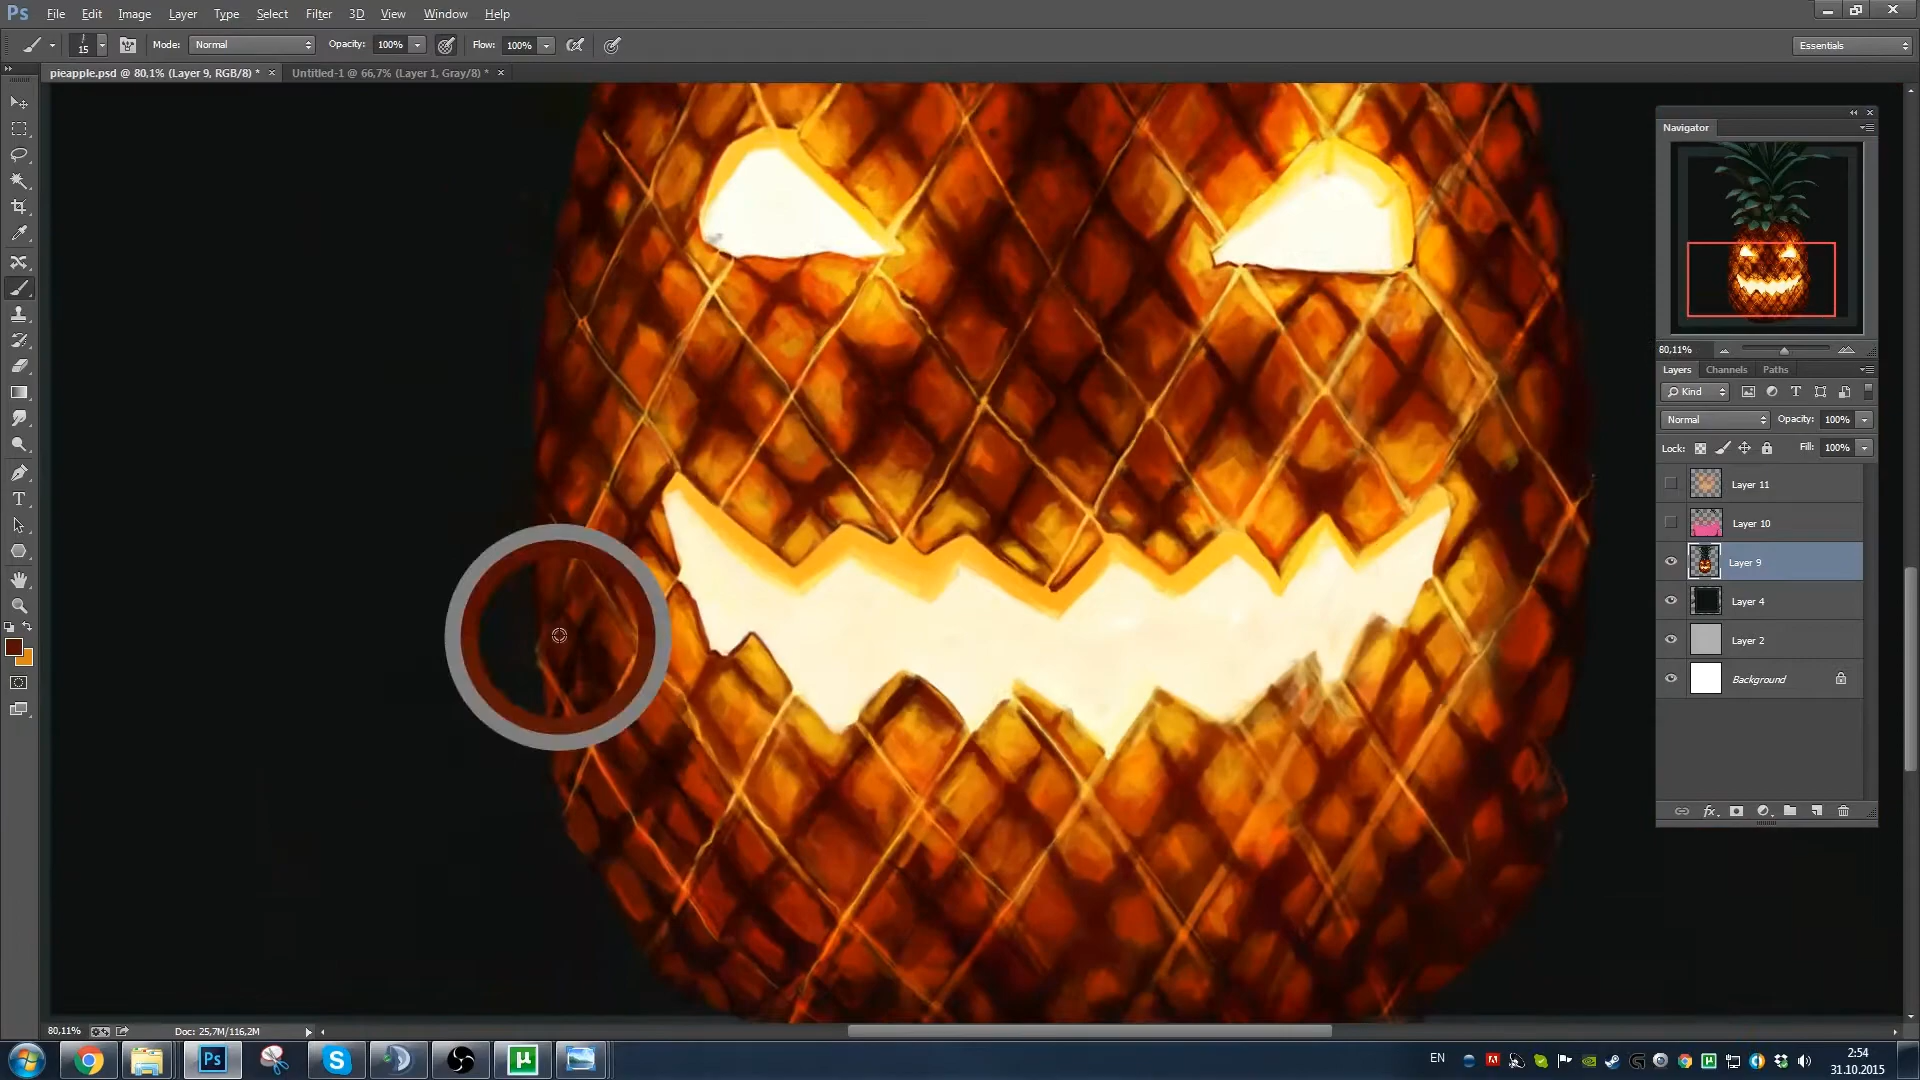 Ps File Edit Image Layer Type Select Filter 3D View Window Help
15 Mode: Normal Opacity: 100% Flow: 100% Essentials
pieapple.psd @ 80,1% (Layer 9, RGB/8) * × Untitled-1 @ 66,7% (Layer 1, Gray/8) * ×
Navigator
80,11%
Layers Channels Paths
Kind T
Normal Opacity: 100%
Lock: Fill: 100%
Layer 11
Layer 10
Layer 9
Layer 4
Layer 2
Background
fx
T
80,11% Doc: 25,7M/116,2M
Ps S µ EN 2:54
31.10.2015